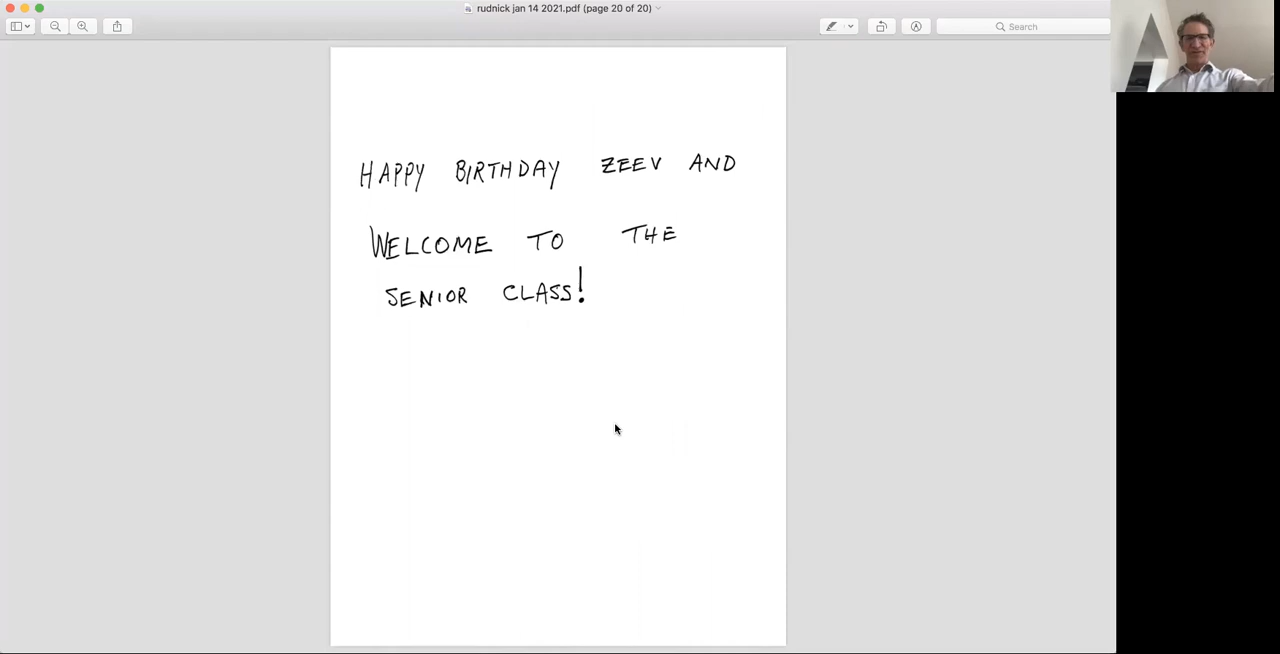 rudnick jan 14 2021.pdf (page 20 of 20)
Search
HAPPY BIRTHDAY ZEEV AND
WELCOME TO THE
SENIOR CLASS!